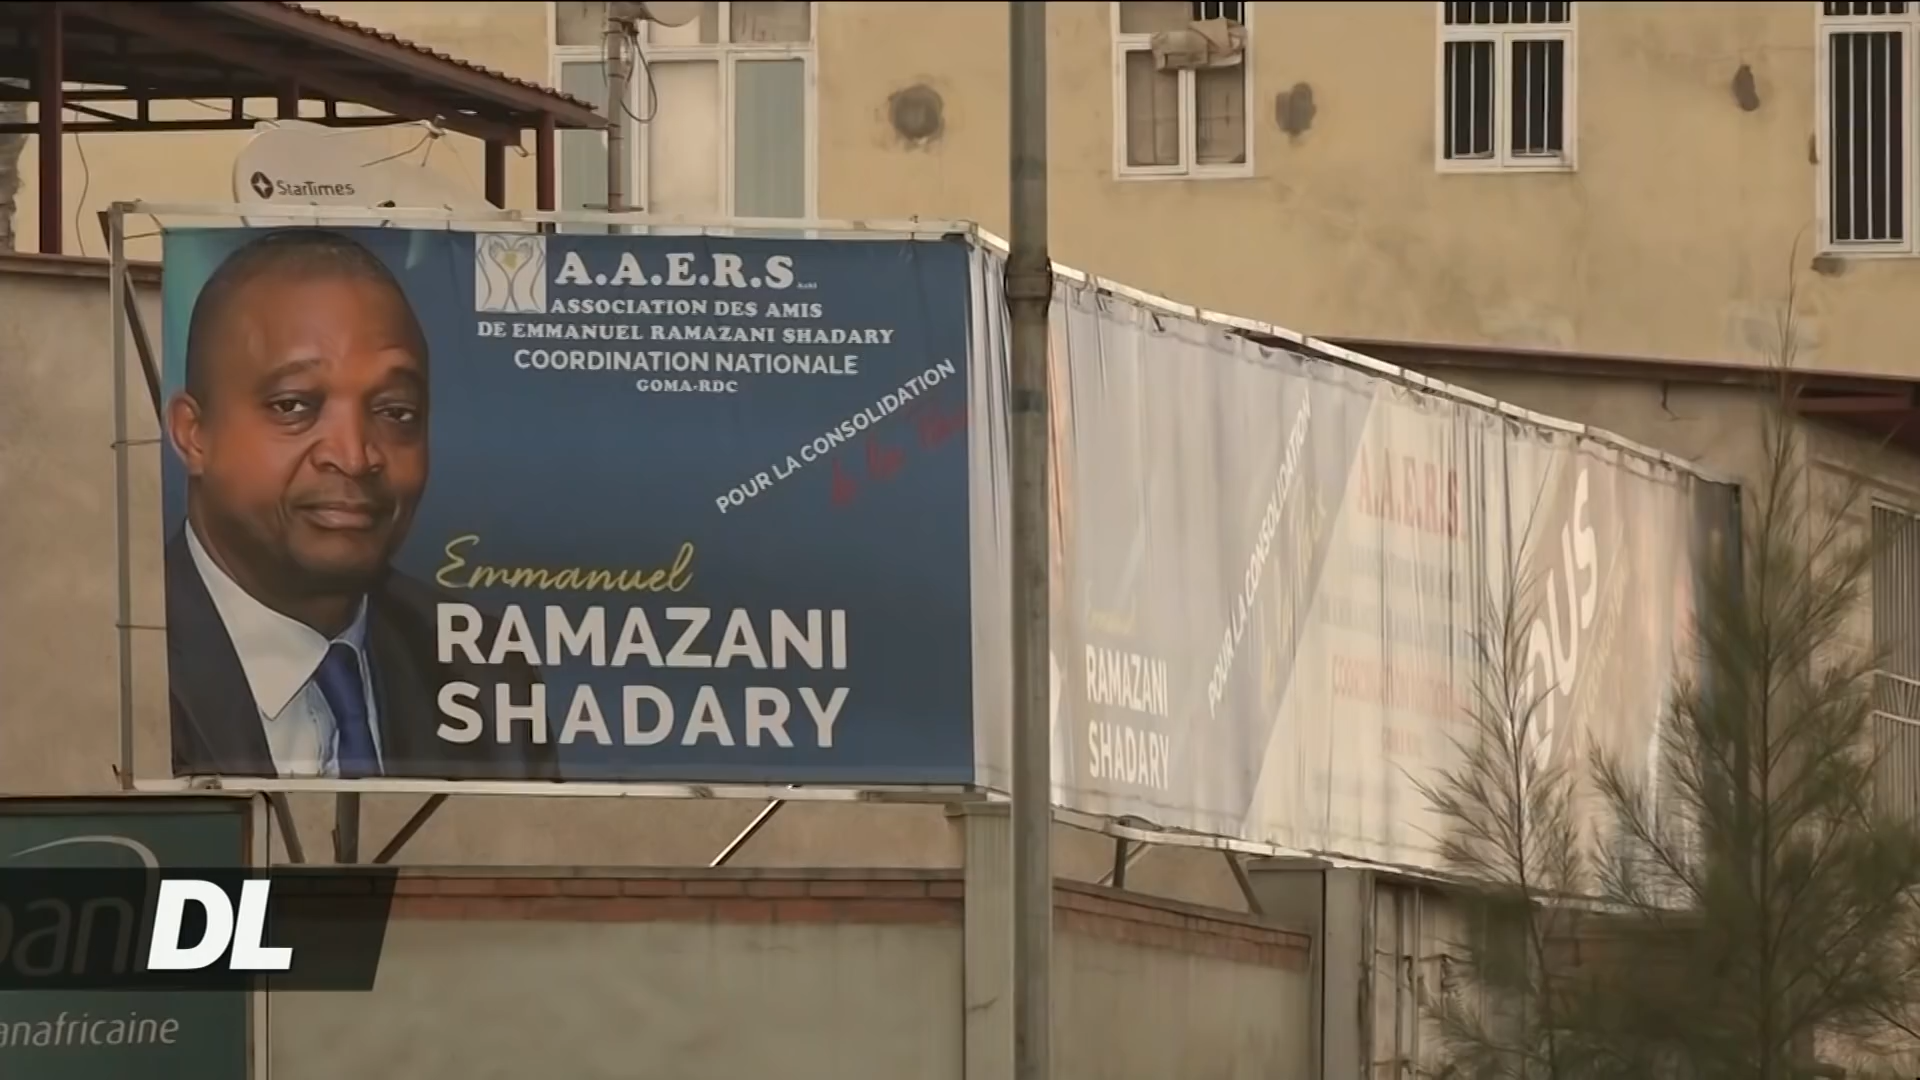 StarTimes
A.A.E.R.S
ASSOCIATION DES AMIS
DE EMMANUEL RAMAZANI SHADARY
COORDINATION NATIONALE
GOMA-RDC
POUR LA CONSOLIDATION
Emmanuel
RAMAZANI
SHADARY
RAMAZANI
SHADARY
POUR LA CONSOLIDATION
A.A.E.R.S
DL
anafricaine